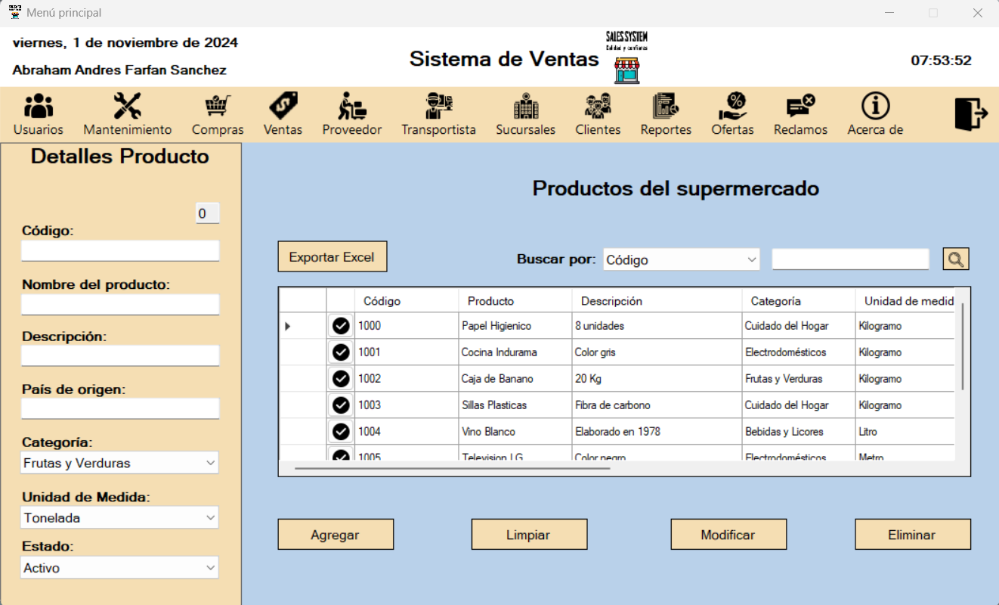 Menú principal
viernes, 1 de noviembre de 2024
Abraham Andres Farfan Sanchez
Sistema de Ventas
SALES SYSTEM
Calidad y confianza
07:53:52
Usuarios Mantenimiento Compras Ventas Proveedor Transportista Sucursales Clientes Reportes Ofertas Reclamos Acerca de
Detalles Producto
0
Código:
Nombre del producto:
Descripción:
País de origen:
Categoría:
Frutas y Verduras
Unidad de Medida:
Tonelada
Estado:
Activo
Productos del supermercado
Exportar Excel
Buscar por: Código
Código Producto Descripción Categoría Unidad de medid
1000 Papel Higienico 8 unidades Cuidado del Hogar Kilogramo
1001 Cocina Indurama Color gris Electrodomésticos Kilogramo
1002 Caja de Banano 20 Kg Frutas y Verduras Kilogramo
1003 Sillas Plasticas Fibra de carbono Cuidado del Hogar Kilogramo
1004 Vino Blanco Elaborado en 1978 Bebidas y Licores Litro
1005 Television LG Color negro Electrodomésticos Metro
Agregar Limpiar Modificar Eliminar